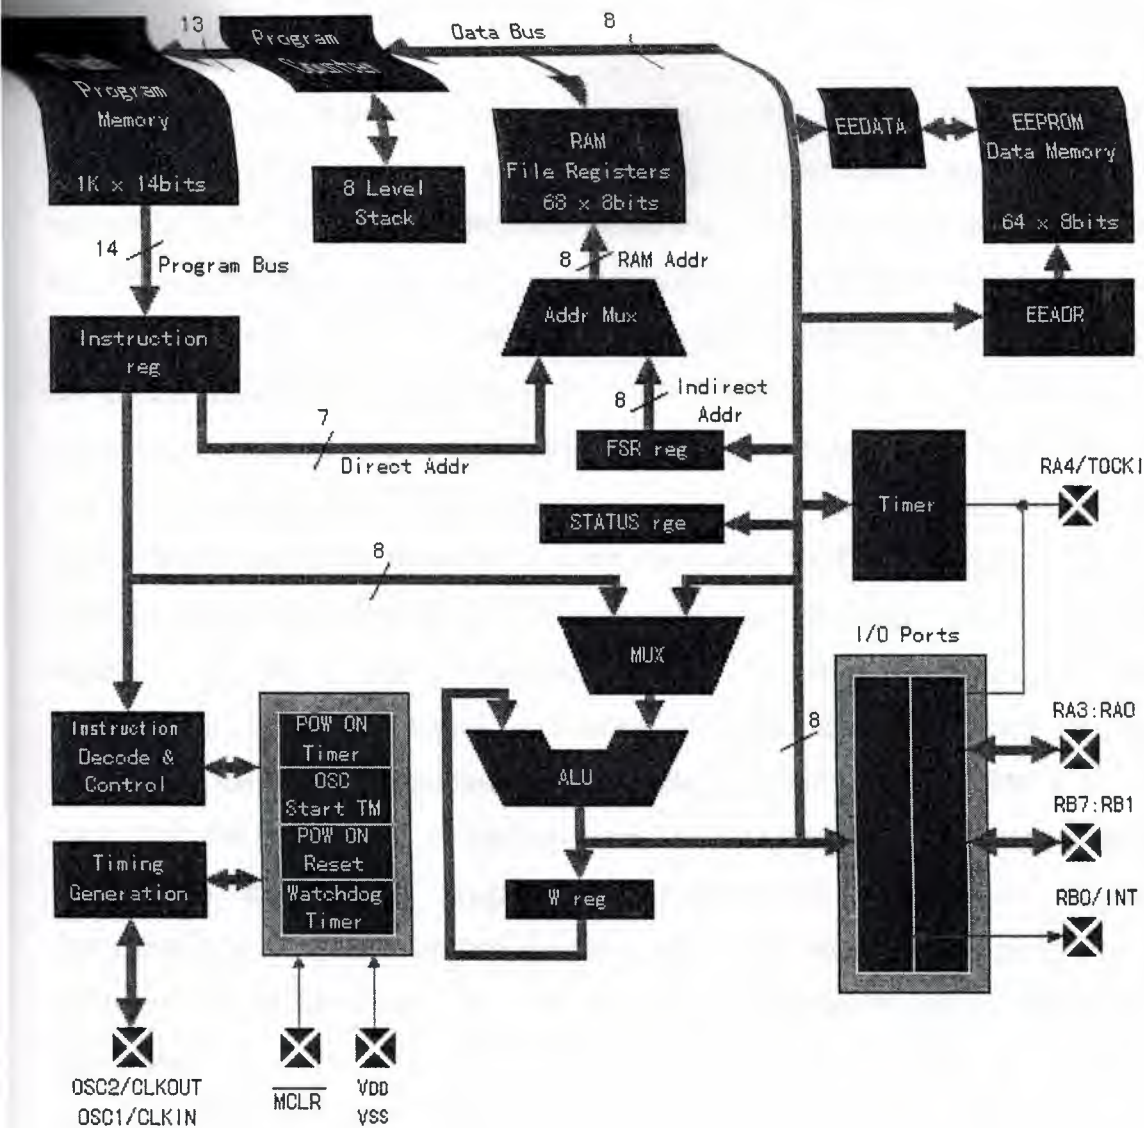 13
Program
Counter
Data Bus
8
Program
Memory
1K x 14bits
8 Level
Stack
RAM
File Registers
68 x 8bits
EEDATA
EEPROM
Data Memory
64 x 8bits
14
Program Bus
8
RAM Addr
Instruction
reg
Addr Mux
EEADR
7
Direct Addr
8
Indirect
Addr
FSR reg
STATUS rge
Timer
RA4/TOCKI
8
MUX
I/O Ports
Instruction
Decode &
Control
POW ON
Timer
OSC
Start TM
POW ON
Reset
Watchdog
Timer
ALU
8
RA3:RA0
RB7:RB1
RB0/INT
Timing
Generation
W reg
OSC2/CLKOUT
OSC1/CLKIN
MCLR
VDD
VSS